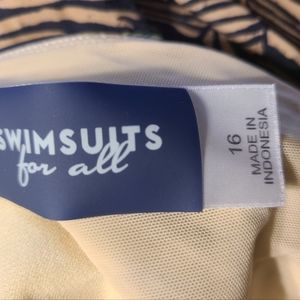 SWIMSUITS
for all
16
MADE IN
INDONESIA